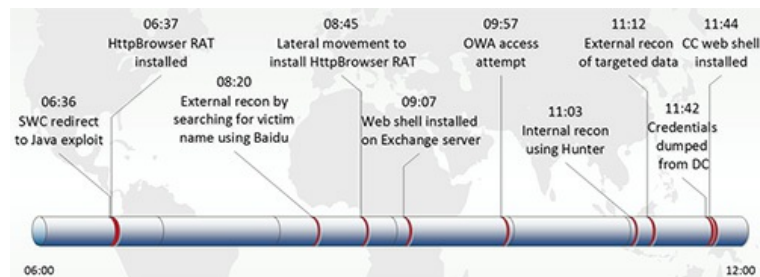 06:37
HttpBrowser RAT
installed
08:45
Lateral movement to
install HttpBrowser RAT
09:57
OWA access
attempt
11:12
External recon
of targeted data
11:44
CC web shell
installed
06:36
SWC redirect
to Java exploit
08:20
External recon by
searching for victim
name using Baidu
09:07
Web shell installed
on Exchange server
11:03
Internal recon
using Hunter
11:42
Credentials
dumped
from DC
06:00
12:00